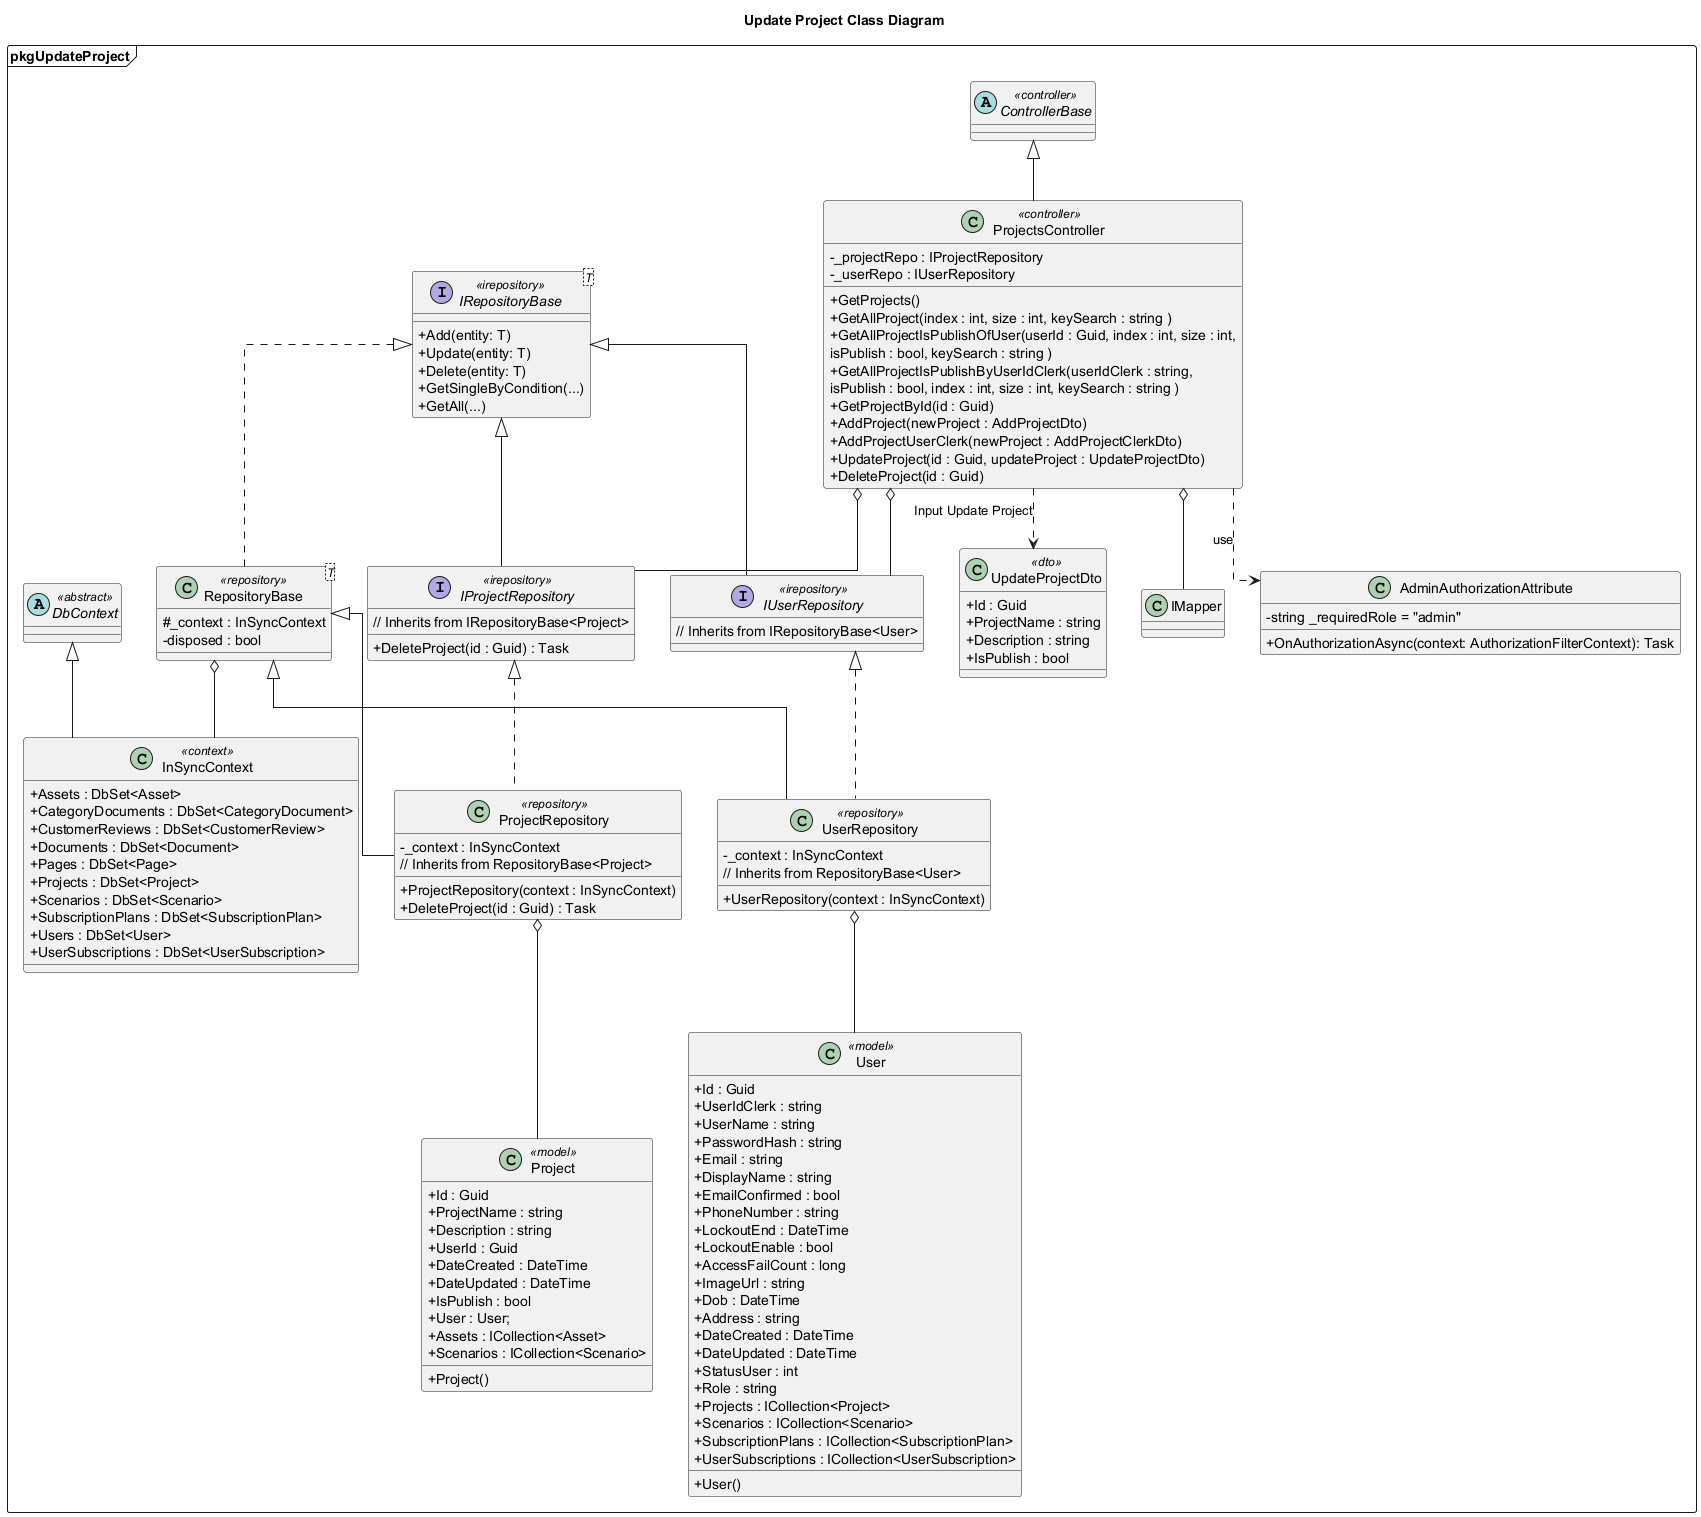 Update Project Class Diagram
pkgUpdateProject
A
«controller»
ControllerBase
C
«controller»
ProjectsController
-_projectRepo : IProjectRepository
-_userRepo : IUserRepository
+GetProjects()
+GetAllProject(index : int, size : int, keySearch : string )
+GetAllProjectIsPublishOfUser(userId : Guid, index : int, size : int,
isPublish : bool, keySearch : string )
+GetAllProjectIsPublishByUserIdClerk(userIdClerk : string,
isPublish : bool, index : int, size : int, keySearch : string )
+GetProjectById(id : Guid)
+AddProject(newProject : AddProjectDto)
+AddProjectUserClerk(newProject : AddProjectClerkDto)
+UpdateProject(id : Guid, updateProject : UpdateProjectDto)
+DeleteProject(id : Guid)
T
I
«irepository»
IRepositoryBase
+Add(entity: T)
+Update(entity: T)
+Delete(entity: T)
+GetSingleByCondition(...)
+GetAll(...)
Input Update Project
use
A
«abstract»
DbContext
T
C
«repository»
RepositoryBase
#_context : InSyncContext
-disposed : bool
I
«irepository»
IProjectRepository
// Inherits from IRepositoryBase<Project>
+DeleteProject(id : Guid) : Task
I
«irepository»
IUserRepository
// Inherits from IRepositoryBase<User>
C
«dto»
UpdateProjectDto
+Id : Guid
+ProjectName : string
+Description : string
+IsPublish : bool
C
IMapper
C
AdminAuthorizationAttribute
-string _requiredRole = "admin"
+OnAuthorizationAsync(context: AuthorizationFilterContext): Task
C
«context»
InSyncContext
+Assets : DbSet<Asset>
+CategoryDocuments : DbSet<CategoryDocument>
+CustomerReviews : DbSet<CustomerReview>
+Documents : DbSet<Document>
+Pages : DbSet<Page>
+Projects : DbSet<Project>
+Scenarios : DbSet<Scenario>
+SubscriptionPlans : DbSet<SubscriptionPlan>
+Users : DbSet<User>
+UserSubscriptions : DbSet<UserSubscription>
C
«repository»
ProjectRepository
-_context : InSyncContext
// Inherits from RepositoryBase<Project>
+ProjectRepository(context : InSyncContext)
+DeleteProject(id : Guid) : Task
C
«repository»
UserRepository
-_context : InSyncContext
// Inherits from RepositoryBase<User>
+UserRepository(context : InSyncContext)
C
«model»
Project
+Id : Guid
+ProjectName : string
+Description : string
+UserId : Guid
+DateCreated : DateTime
+DateUpdated : DateTime
+IsPublish : bool
+User : User;
+Assets : ICollection<Asset>
+Scenarios : ICollection<Scenario>
+Project()
C
«model»
User
+Id : Guid
+UserIdClerk : string
+UserName : string
+PasswordHash : string
+Email : string
+DisplayName : string
+EmailConfirmed : bool
+PhoneNumber : string
+LockoutEnd : DateTime
+LockoutEnable : bool
+AccessFailCount : long
+ImageUrl : string
+Dob : DateTime
+Address : string
+DateCreated : DateTime
+DateUpdated : DateTime
+StatusUser : int
+Role : string
+Projects : ICollection<Project>
+Scenarios : ICollection<Scenario>
+SubscriptionPlans : ICollection<SubscriptionPlan>
+UserSubscriptions : ICollection<UserSubscription>
+User()